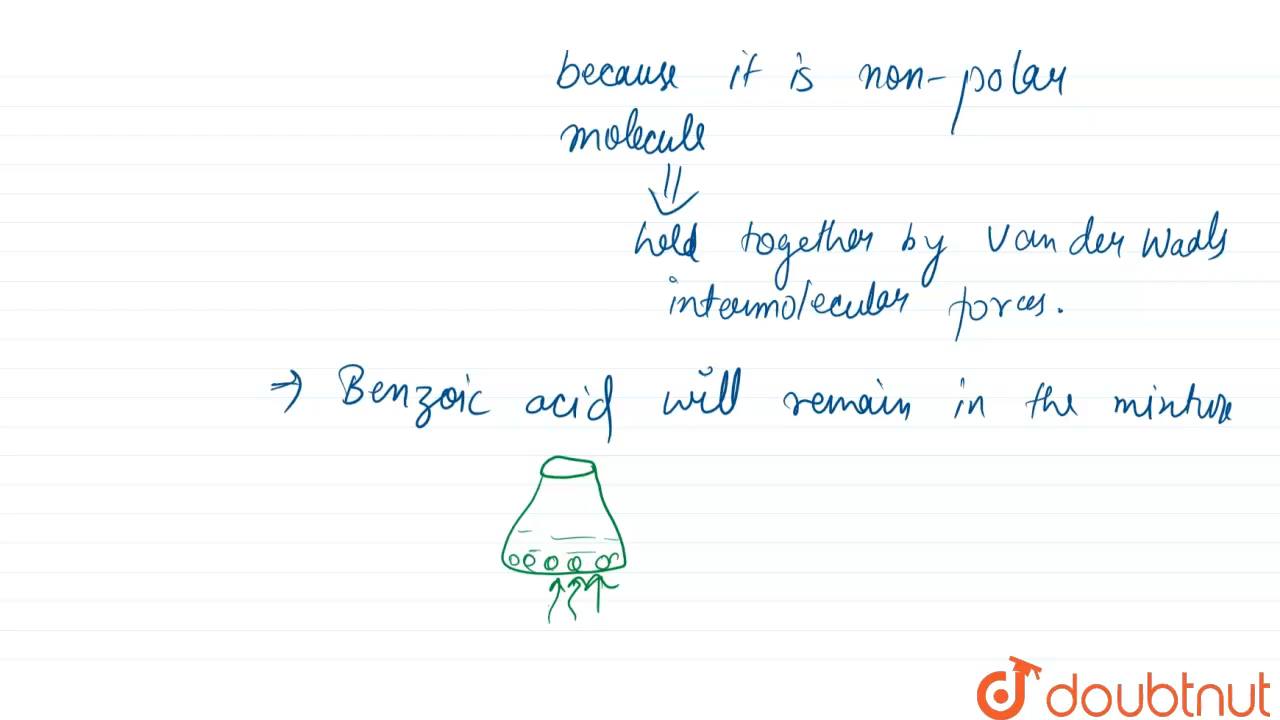 because it is non-polar
molecule
held together by Van der Waals
intermolecular forces.
⇒ Benzoic acid will remain in the mixture
doubtnut